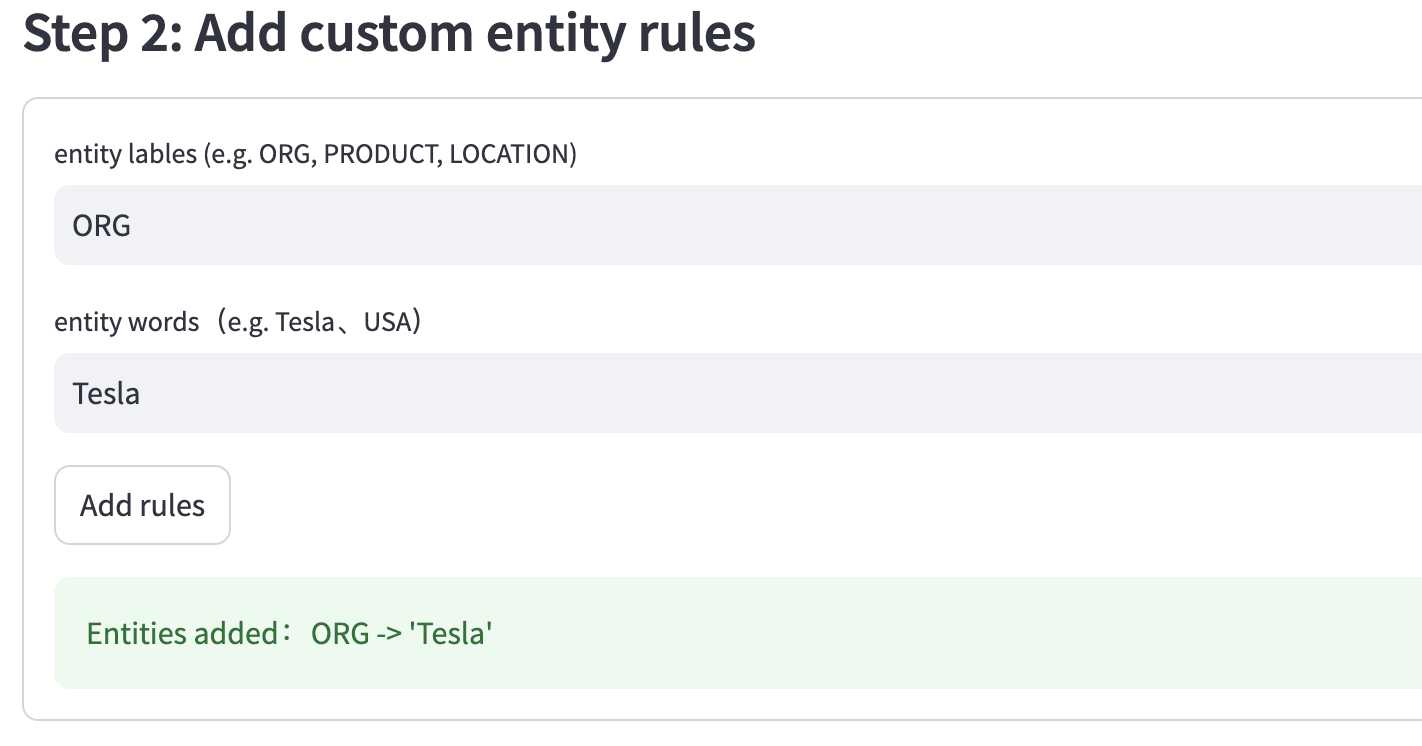 Step 2: Add custom entity rules
entity lables (e.g. ORG, PRODUCT, LOCATION)
ORG
entity words（e.g. Tesla、USA）
Tesla
Add rules
Entities added： ORG -> 'Tesla'